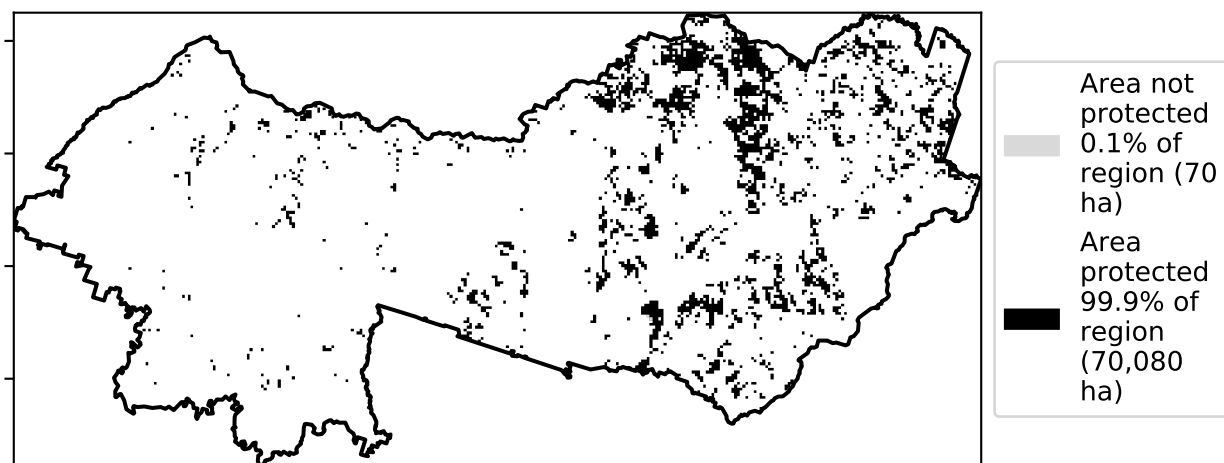 Area not
protected
0.1% of
region (70
ha)
Area
protected
99.9% of
region
(70,080
ha)